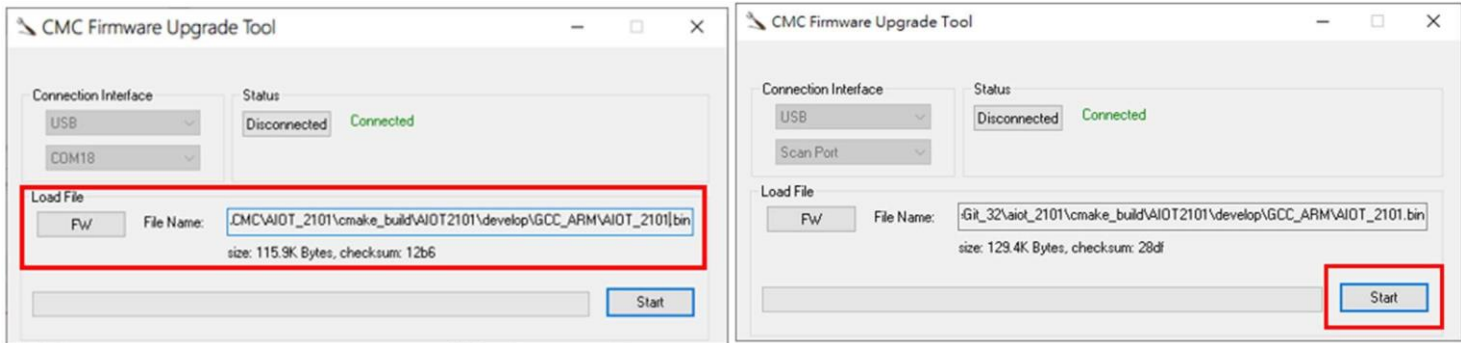 CMC Firmware Upgrade Tool
Connection Interface
Status
USB
Disconnected
Connected
COM18
Load File
FW
File Name:
.CMC\AIOT_2101\cmake_build\AIOT2101\develop\GCC_ARM\AIOT_2101.bin
size: 115.9K Bytes, checksum: 12b6
Start
CMC Firmware Upgrade Tool
Connection Interface
Status
USB
Disconnected
Connected
Scan Port
Load File
FW
File Name:
:Git_32\aiot_2101\cmake_build\AIOT2101\develop\GCC_ARM\AIOT_2101.bin
size: 129.4K Bytes, checksum: 28df
Start